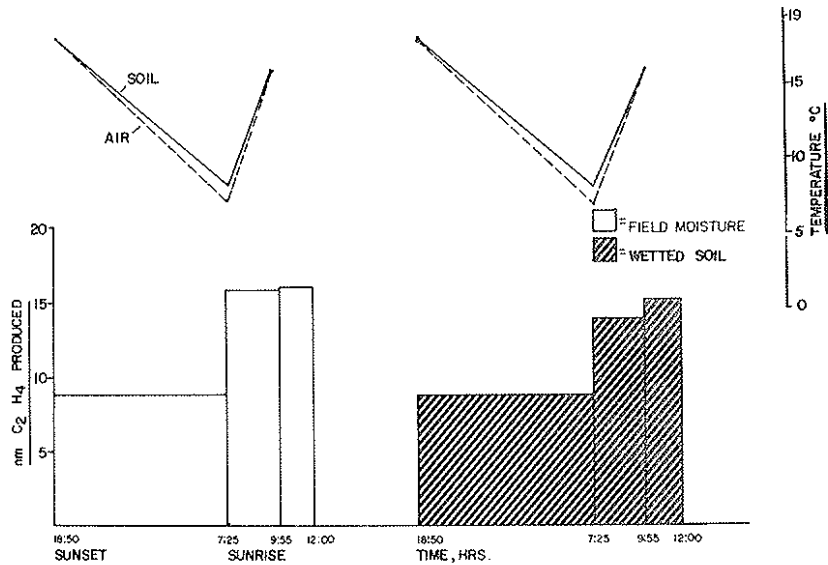 19
SOIL
15
AIR
10
TEMPERATURE °C
5
=FIELD MOISTURE
=WETTED SOIL
0
20
15
10
5
nm C2 H4 PRODUCED
18:50 7:25 9:55 12:00 18:50 7:25 9:55 12:00
SUNSET SUNRISE TIME, HRS.